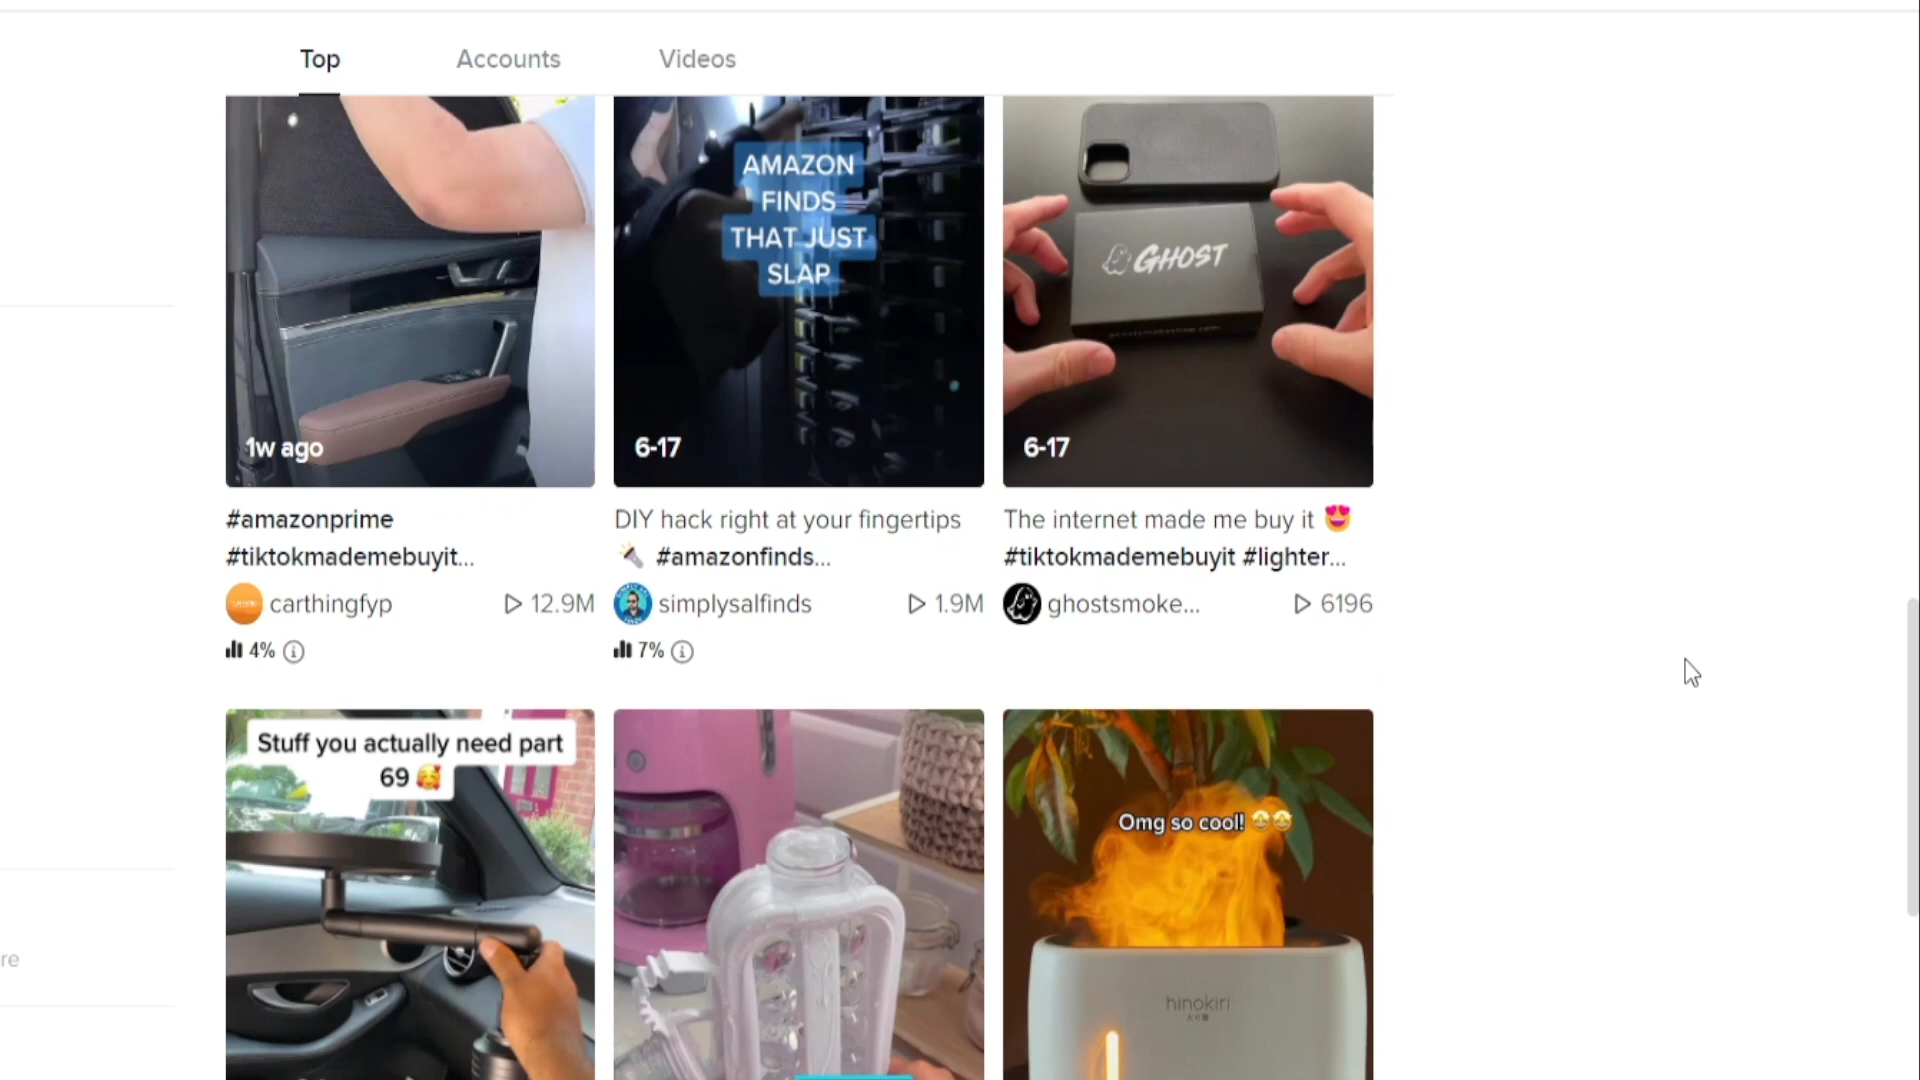 Top
Accounts
Videos
AMAZON
FINDS
THAT JUST
SLAP
GHOST
1w ago
6-17
6-17
#amazonprime
#tiktokmademebuyit...
DIY hack right at your fingertips
🔦 #amazonfinds...
The internet made me buy it 😍
#tiktokmademebuyit #lighter...
carthingfyp
12.9M
simplysalfinds
1.9M
ghostsmoke...
6196
4%
7%
Stuff you actually need part
69 🥰
Omg so cool! 🤩🤩
re
hinokiri